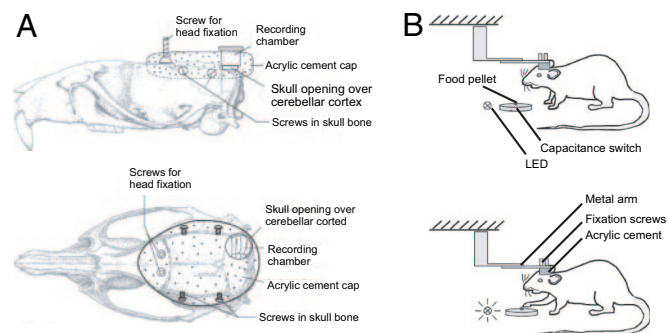 A
Screw for
head fixation
Recording
chamber
Acrylic cement cap
Skull opening over
cerebellar cortex
Screws in skull bone
Screws for
head fixation
Skull opening over
cerebellar corted
Recording
chamber
Acrylic cement cap
Screws in skull bone
B
Food pellet
Capacitance switch
LED
Metal arm
Fixation screws
Acrylic cement